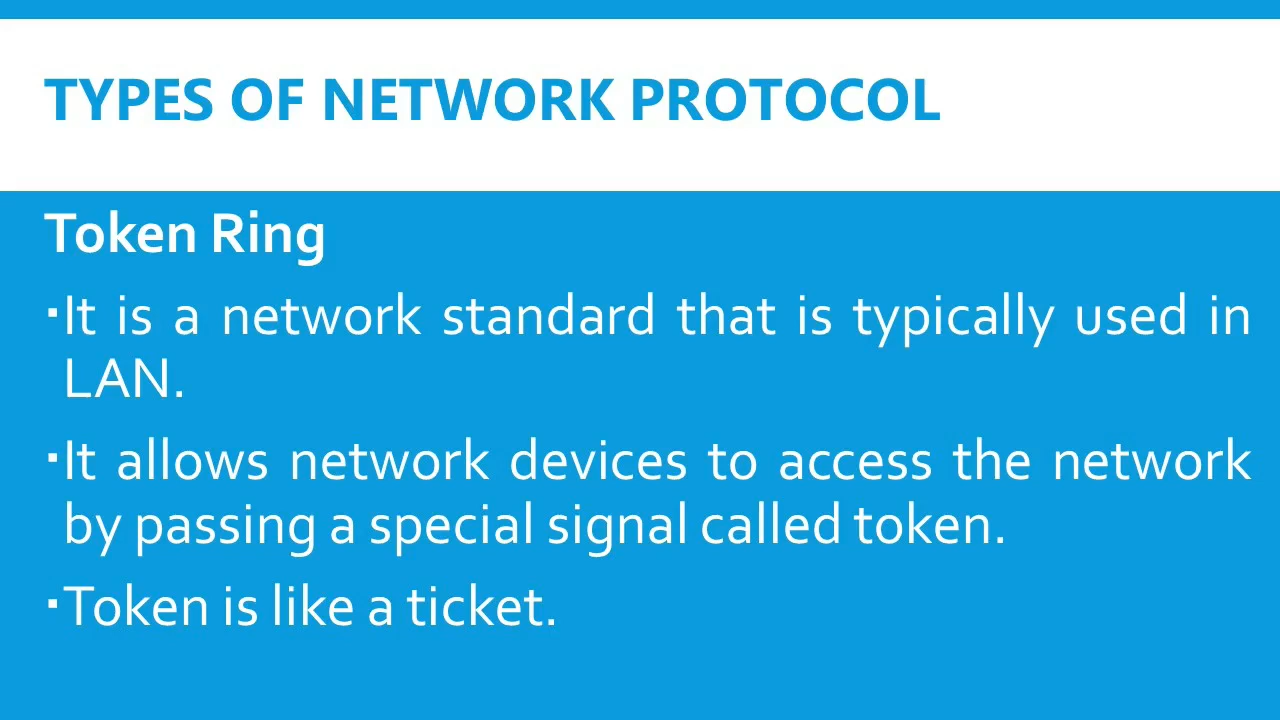 TYPES OF NETWORK PROTOCOL
Token Ring
▪It is a network standard that is typically used in
LAN.
▪It allows network devices to access the network
by passing a special signal called token.
▪Token is like a ticket.